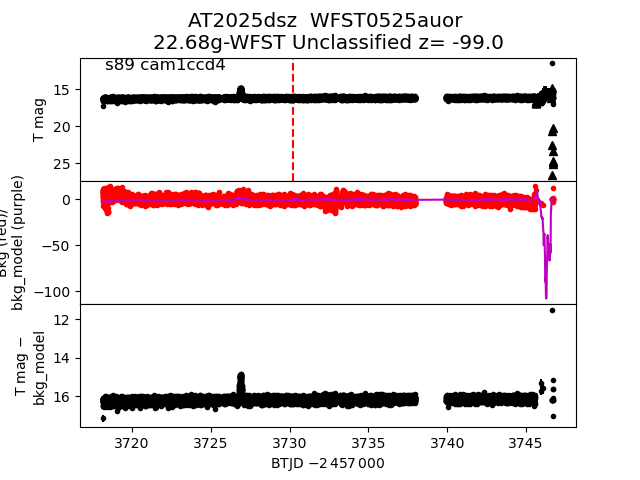 AT2025dsz  WFST0525auor
22.68g-WFST Unclassified z= -99.0
s89 cam1ccd4
T mag
15
20
25
Bkg (red)/
bkg_model (purple)
0
−50
−100
T mag −
bkg_model
12
14
16
3720 3725 3730 3735 3740 3745
BTJD −2 457 000